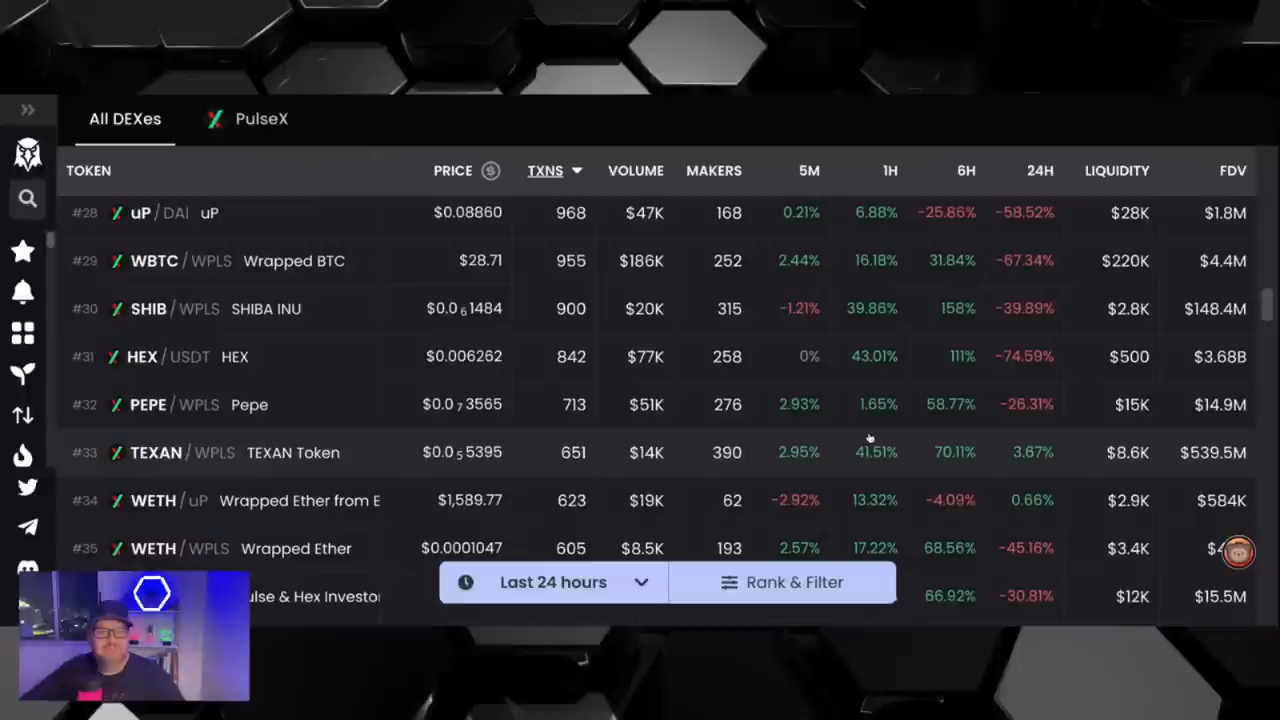 All DEXes PulseX
TOKEN PRICE TXNS VOLUME MAKERS 5M 1H 6H 24H LIQUIDITY FDV
#28 uP / DAI uP $0.08860 968 $47K 168 0.21% 6.88% -25.86% -58.52% $28K $1.8M
#29 WBTC / WPLS Wrapped BTC $28.71 955 $186K 252 2.44% 16.18% 31.84% -67.34% $220K $4.4M
#30 SHIB / WPLS SHIBA INU $0.0₆1484 900 $20K 315 -1.21% 39.86% 158% -39.89% $2.8K $148.4M
#31 HEX / USDT HEX $0.006262 842 $77K 258 0% 43.01% 111% -74.59% $500 $3.68B
#32 PEPE / WPLS Pepe $0.0₇3565 713 $51K 276 2.93% 1.65% 58.77% -26.31% $15K $14.9M
#33 TEXAN / WPLS TEXAN Token $0.0₅5395 651 $14K 390 2.95% 41.51% 70.11% 3.67% $8.6K $539.5M
#34 WETH / uP Wrapped Ether from E $1,589.77 623 $19K 62 -2.92% 13.32% -4.09% 0.66% $2.9K $584K
#35 WETH / WPLS Wrapped Ether $0.0001047 605 $8.5K 193 2.57% 17.22% 68.56% -45.16% $3.4K
Last 24 hours Rank & Filter
ulse & Hex Investor 66.92% -30.81% $12K $15.5M